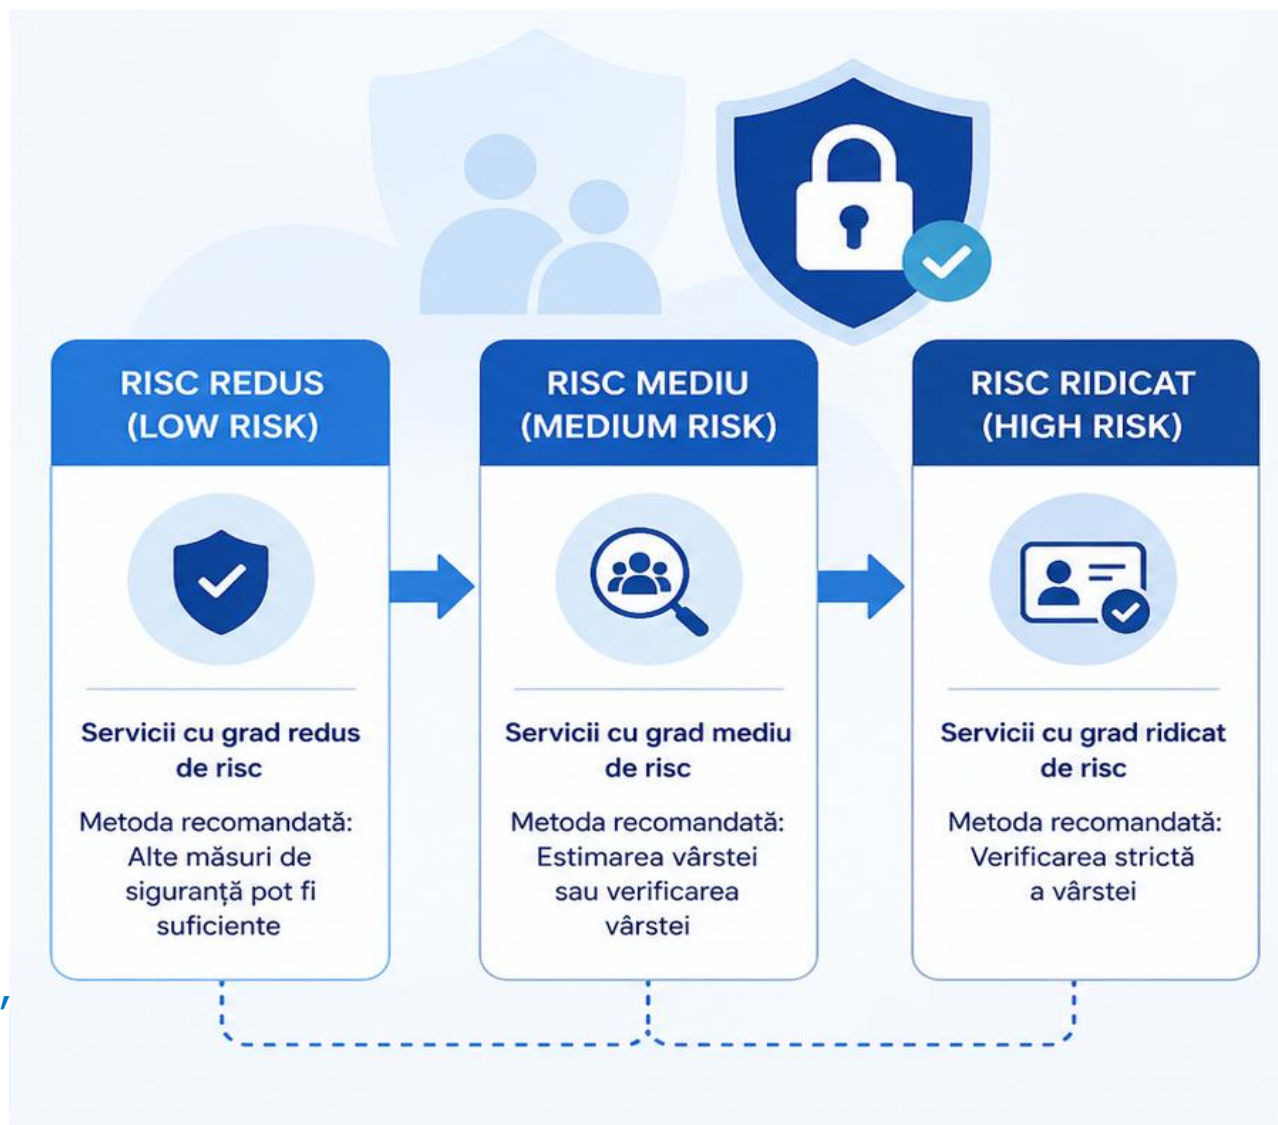 RISC REDUS
(LOW RISK)
Servicii cu grad redus
de risc
Metoda recomandată:
Alte măsuri de
siguranță pot fi
suficiente
RISC MEDIU
(MEDIUM RISK)
Servicii cu grad mediu
de risc
Metoda recomandată:
Estimarea vârstei
sau verificarea
vârstei
RISC RIDICAT
(HIGH RISK)
Servicii cu grad ridicat
de risc
Metoda recomandată:
Verificarea strictă
a vârstei
,